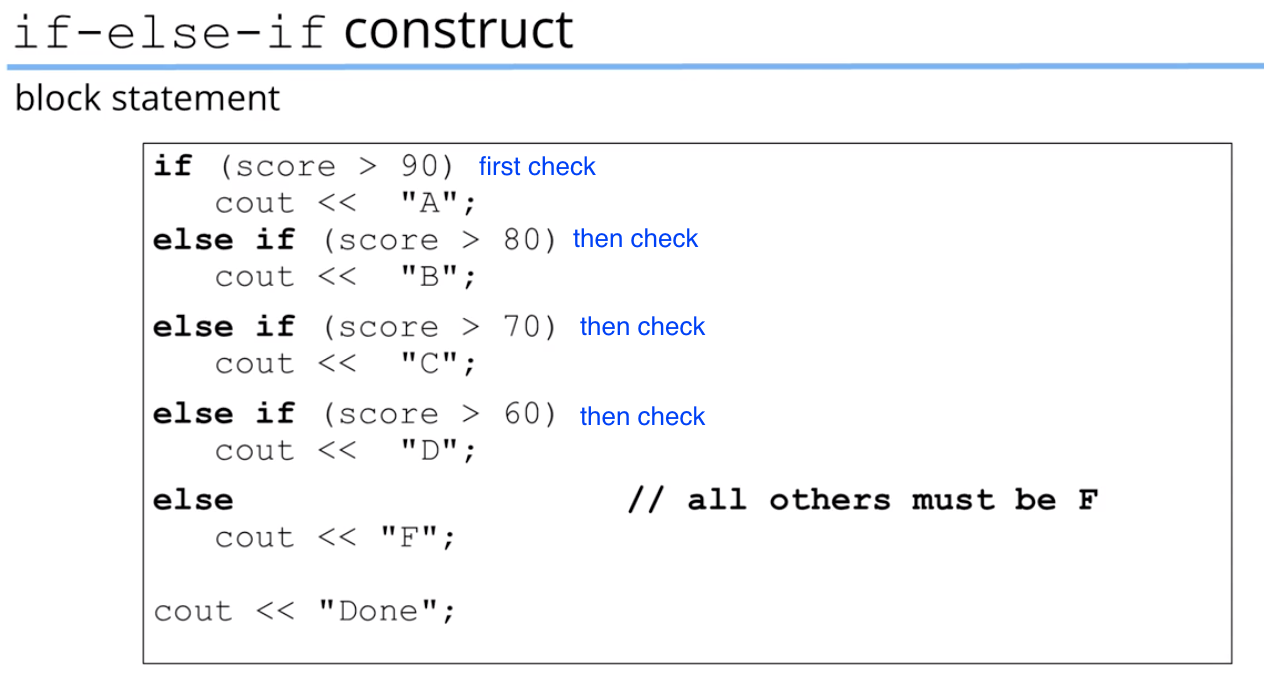 if-else-if construct
block statement
if (score > 90) first check
cout << "A";
else if (score > 80) then check
cout << "B";
else if (score > 70) then check
cout << "C";
else if (score > 60) then check
cout << "D";
else // all others must be F
cout << "F";
cout << "Done";